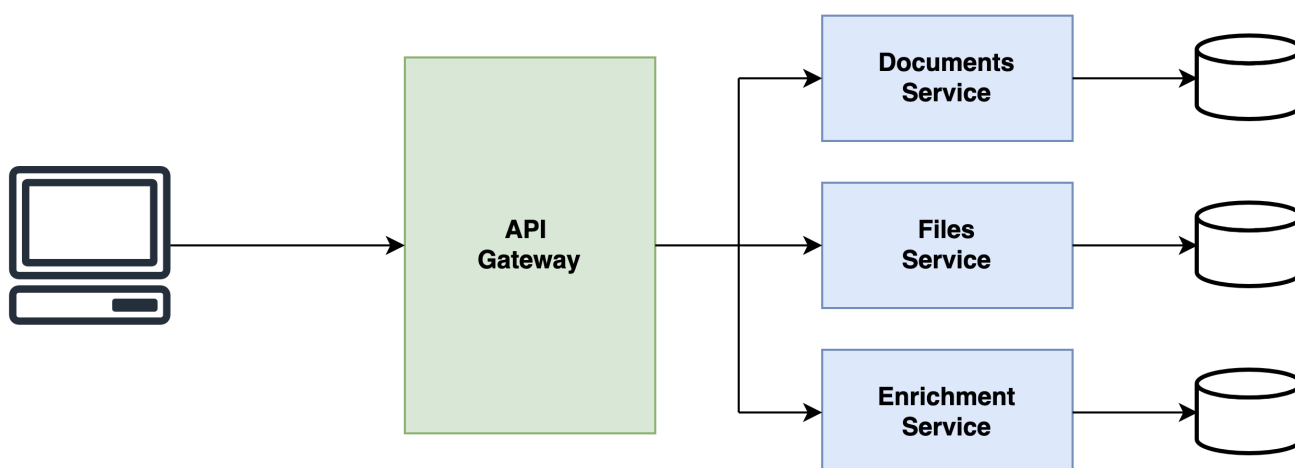 API
Gateway
Documents
Service
Files
Service
Enrichment
Service